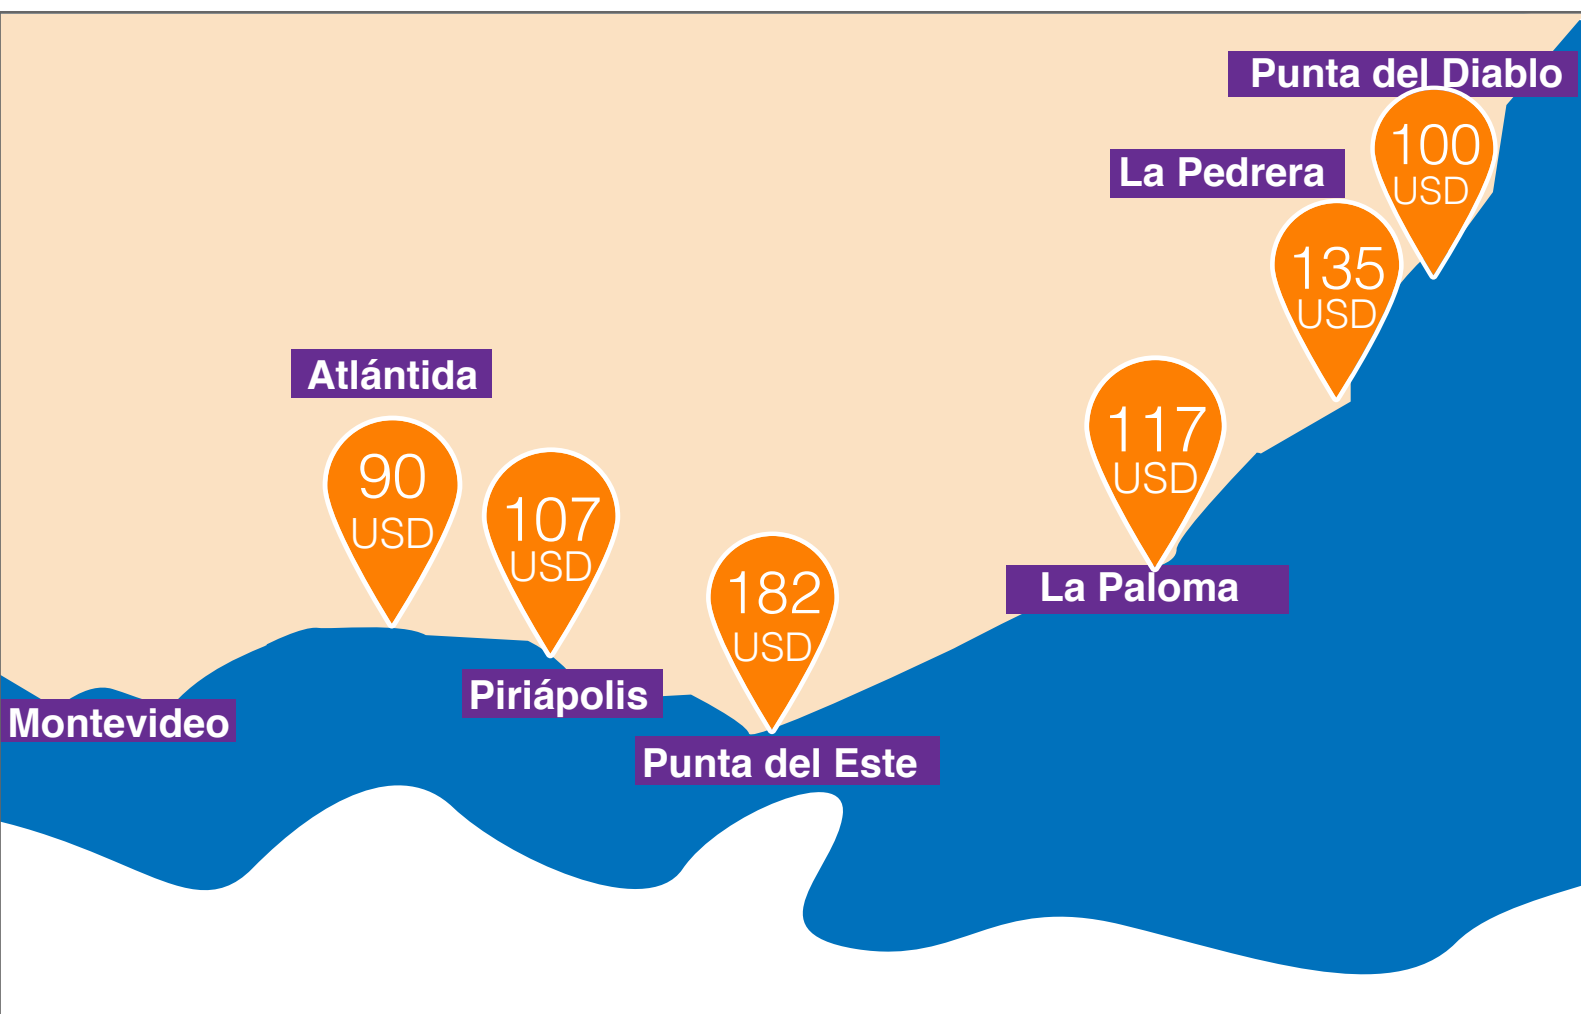 Punta del Diablo
100
USD
La Pedrera
135
USD
Atlántida
90
USD
107
USD
Piriápolis
117
USD
La Paloma
182
USD
Punta del Este
Montevideo